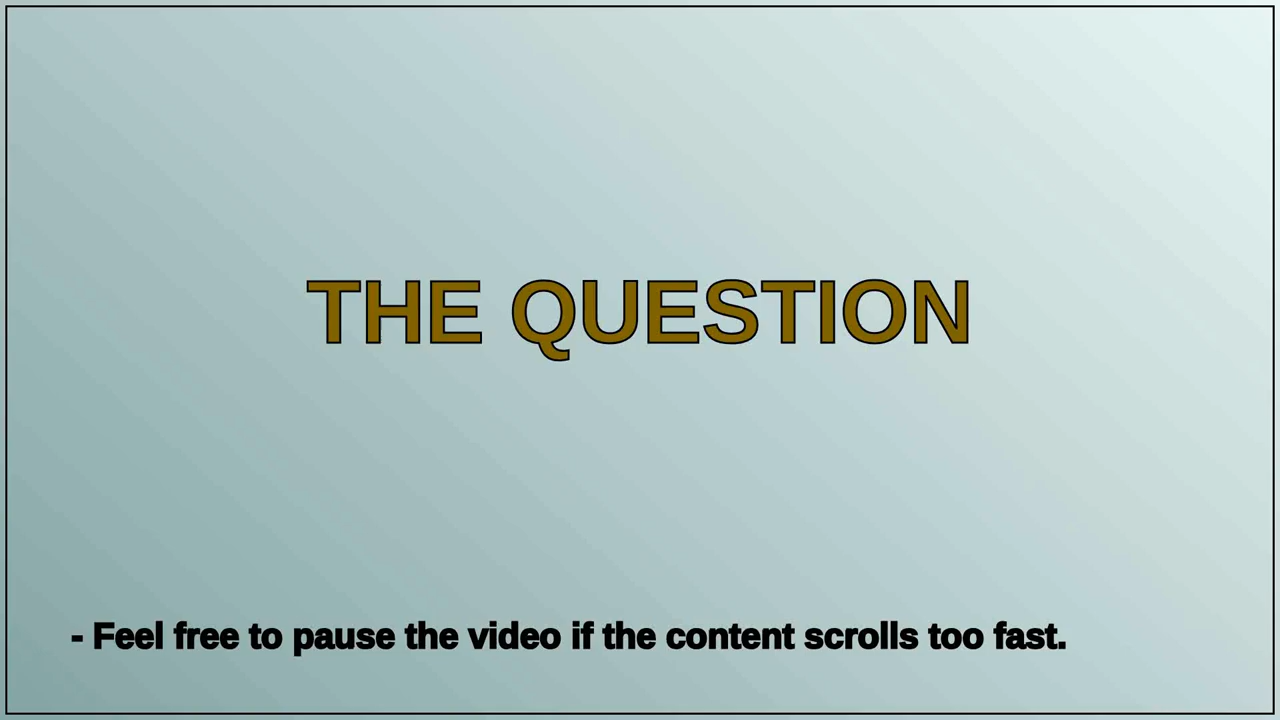 THE QUESTION
- Feel free to pause the video if the content scrolls too fast.